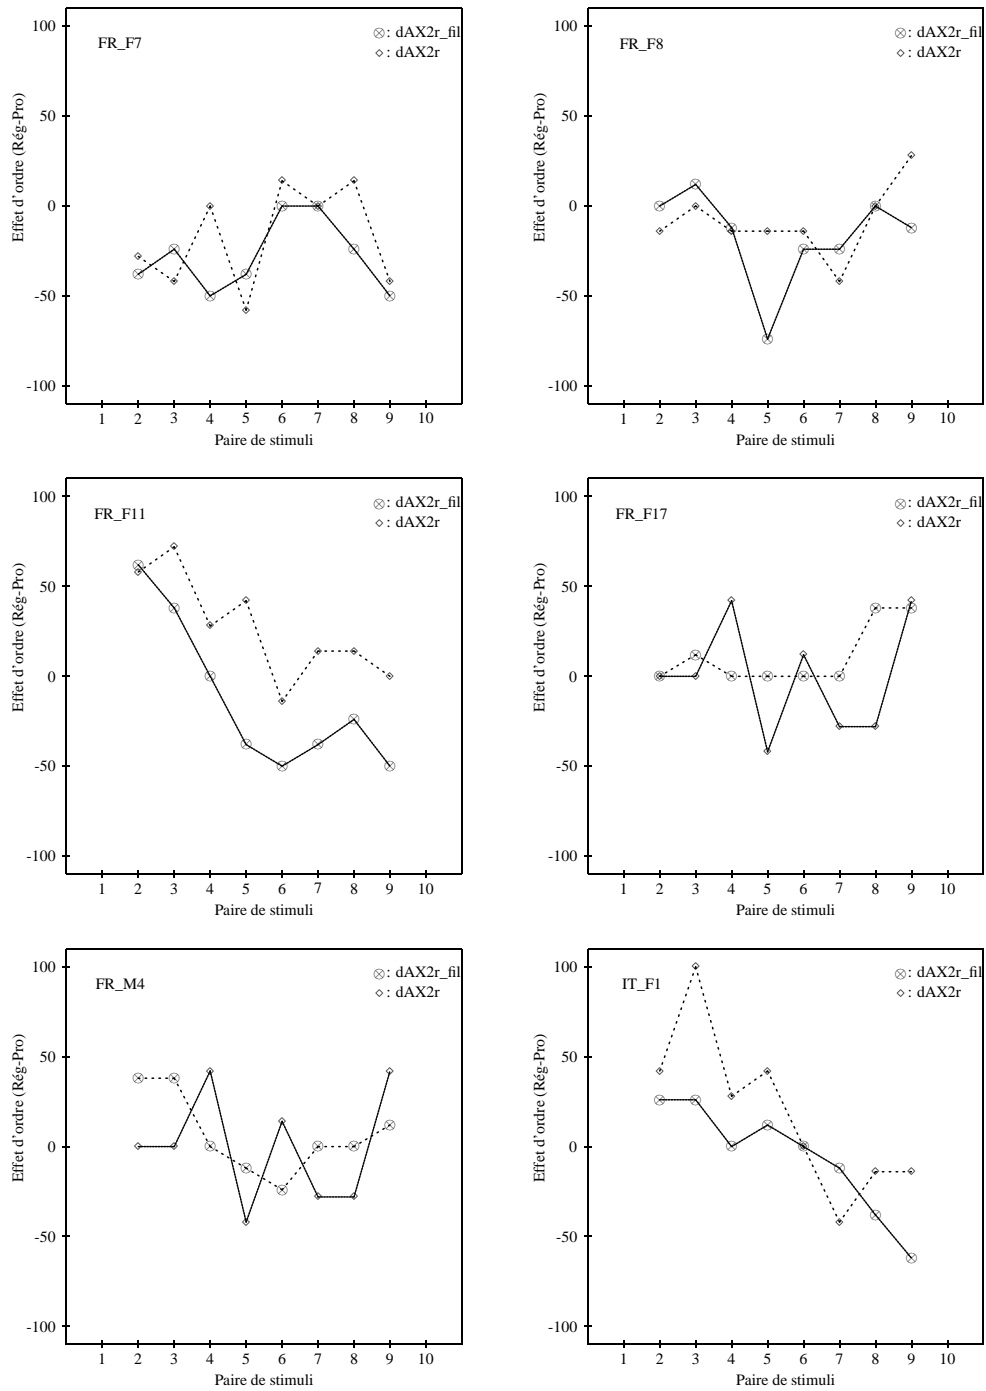 FR_F7
: dAX2r_fil
: dAX2r
Effet d'ordre (Rég-Pro)
100
50
0
-50
-100
1 2 3 4 5 6 7 8 9 10
Paire de stimuli
FR_F8
: dAX2r_fil
: dAX2r
Effet d'ordre (Rég-Pro)
100
50
0
-50
-100
1 2 3 4 5 6 7 8 9 10
Paire de stimuli
FR_F11
: dAX2r_fil
: dAX2r
Effet d'ordre (Rég-Pro)
100
50
0
-50
-100
1 2 3 4 5 6 7 8 9 10
Paire de stimuli
FR_F17
: dAX2r_fil
: dAX2r
Effet d'ordre (Rég-Pro)
100
50
0
-50
-100
1 2 3 4 5 6 7 8 9 10
Paire de stimuli
FR_M4
: dAX2r_fil
: dAX2r
Effet d'ordre (Rég-Pro)
100
50
0
-50
-100
1 2 3 4 5 6 7 8 9 10
Paire de stimuli
IT_F1
: dAX2r_fil
: dAX2r
Effet d'ordre (Rég-Pro)
100
50
0
-50
-100
1 2 3 4 5 6 7 8 9 10
Paire de stimuli